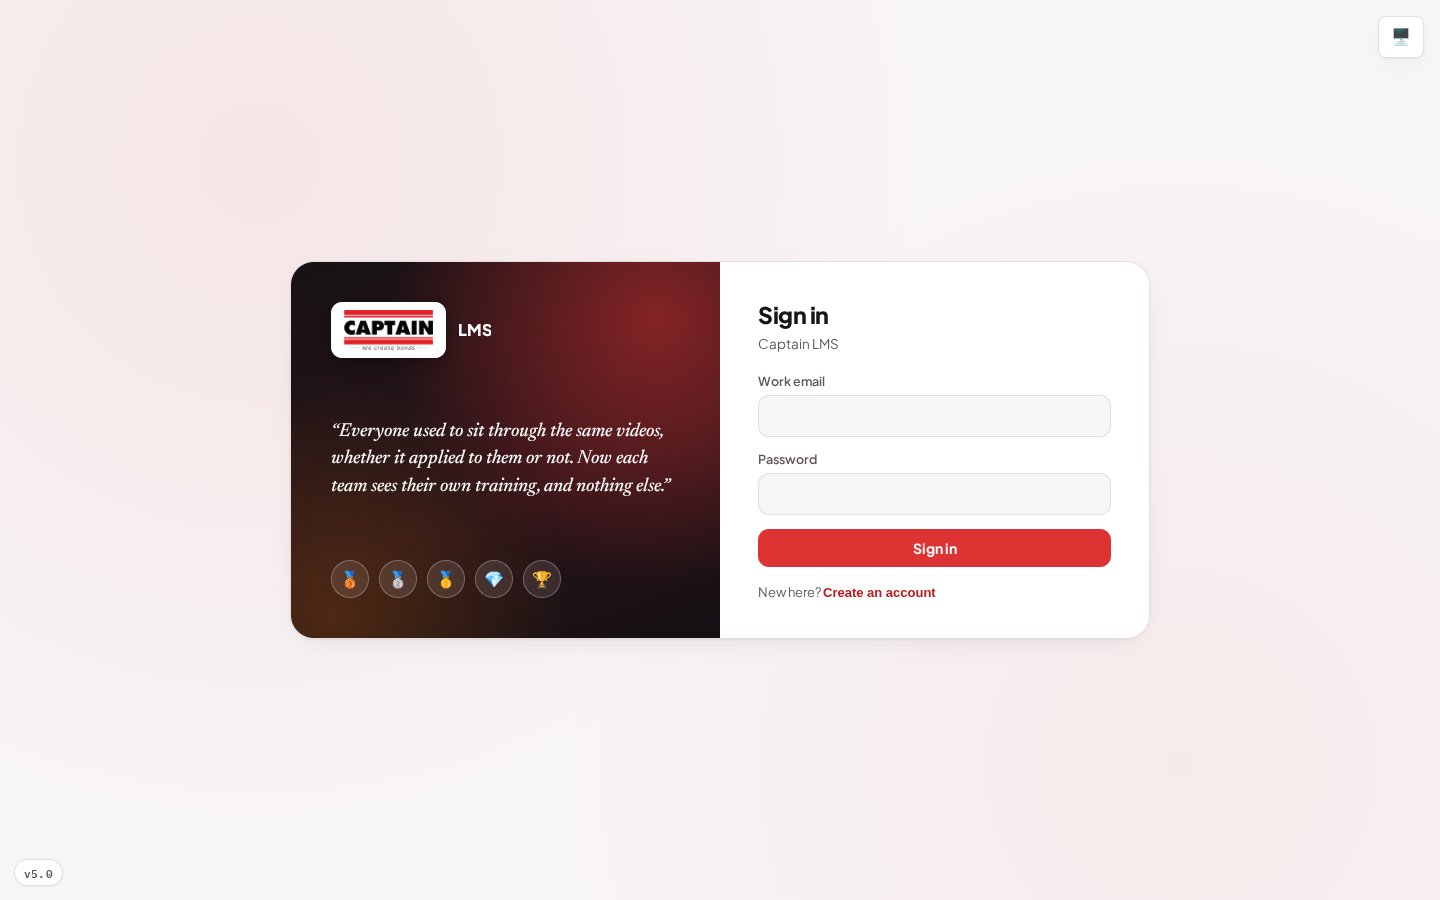 CAPTAIN
We create bonds
LMS
“Everyone used to sit through the same videos,
whether it applied to them or not. Now each
team sees their own training, and nothing else.”
Sign in
Captain LMS
Work email
Password
Sign in
New here? Create an account
v5.0